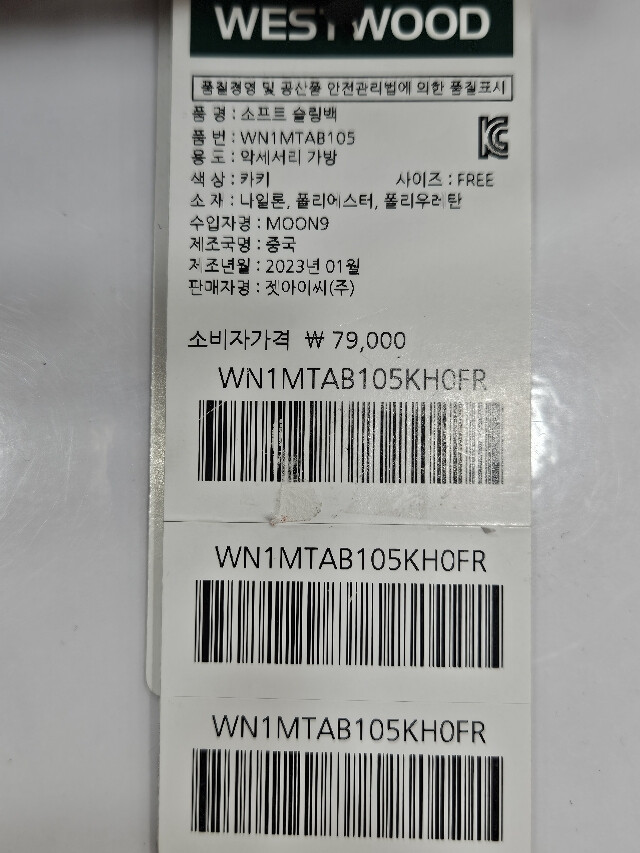 WESTWOOD
품질경영 및 공산품 안전관리법에 의한 품질표시
품 명 : 소프트 슬링백
품 번 : WN1MTAB105
용 도 : 악세서리 가방
색 상 : 카키 사이즈 : FREE
소 재 : 나일론, 폴리에스터, 폴리우레탄
수입자명 : MOON9
제조국명 : 중국
제조년월 : 2023년 01월
판매자명 : 젯아이씨(주)
소비자가격 ₩ 79,000
WN1MTAB105KH0FR
WN1MTAB105KH0FR
WN1MTAB105KH0FR